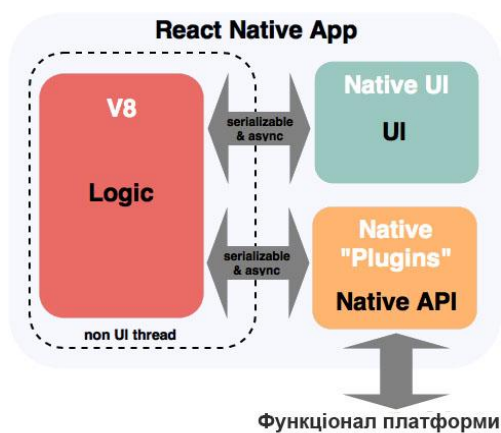 React Native App
V8
Logic
non UI thread
serializable
& async
serializable
& async
Native UI
UI
Native
"Plugins"
Native API
Функціонал платформи